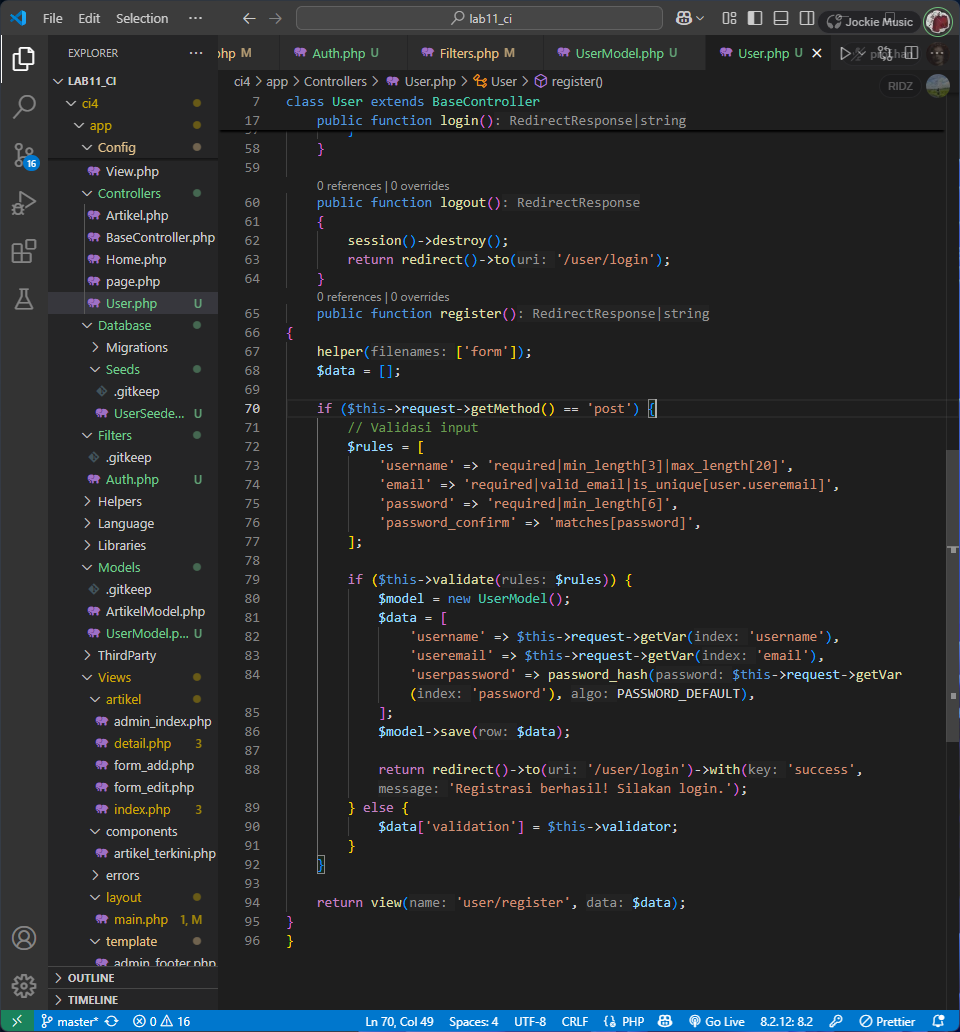 File Edit Selection ··· lab11_ci Jockie Music
EXPLORER ··· hp M Auth.php U Filters.php M UserModel.php U User.php U
LAB11_CI
ci4 > app > Controllers > User.php > User > register()
RIDZ
ci4
app
Config
View.php
Controllers
Artikel.php
BaseController.php
Home.php
page.php
User.php U
Database
Migrations
Seeds
.gitkeep
UserSeede... U
Filters
.gitkeep
Auth.php U
Helpers
Language
Libraries
Models
.gitkeep
ArtikelModel.php
UserModel.p... U
ThirdParty
Views
artikel
admin_index.php
detail.php 3
form_add.php
form_edit.php
index.php 3
components
artikel_terkini.php
errors
layout
main.php 1, M
template
admin_footer.php
OUTLINE
TIMELINE
16
7 class User extends BaseController
17 public function login(): RedirectResponse|string
57 }
58 }
59
0 references | 0 overrides
60 public function logout(): RedirectResponse
61 {
62 session()->destroy();
63 return redirect()->to(uri: '/user/login');
64 }
0 references | 0 overrides
65 public function register(): RedirectResponse|string
66 {
67 helper(filenames: ['form']);
68 $data = [];
69
70 if ($this->request->getMethod() == 'post') {
71 // Validasi input
72 $rules = [
73 'username' => 'required|min_length[3]|max_length[20]',
74 'email' => 'required|valid_email|is_unique[user.useremail]',
75 'password' => 'required|min_length[6]',
76 'password_confirm' => 'matches[password]',
77 ];
78
79 if ($this->validate(rules: $rules)) {
80 $model = new UserModel();
81 $data = [
82 'username' => $this->request->getVar(index: 'username'),
83 'useremail' => $this->request->getVar(index: 'email'),
84 'userpassword' => password_hash(password: $this->request->getVar
(index: 'password'), algo: PASSWORD_DEFAULT),
85 ];
86 $model->save(row: $data);
87
88 return redirect()->to(uri: '/user/login')->with(key: 'success',
message: 'Registrasi berhasil! Silakan login.');
89 } else {
90 $data['validation'] = $this->validator;
91 }
92 }
93
94 return view(name: 'user/register', data: $data);
95 }
96 }
master* 0 16 Ln 70, Col 49 Spaces: 4 UTF-8 CRLF {} PHP Go Live 8.2.12: 8.2 Prettier